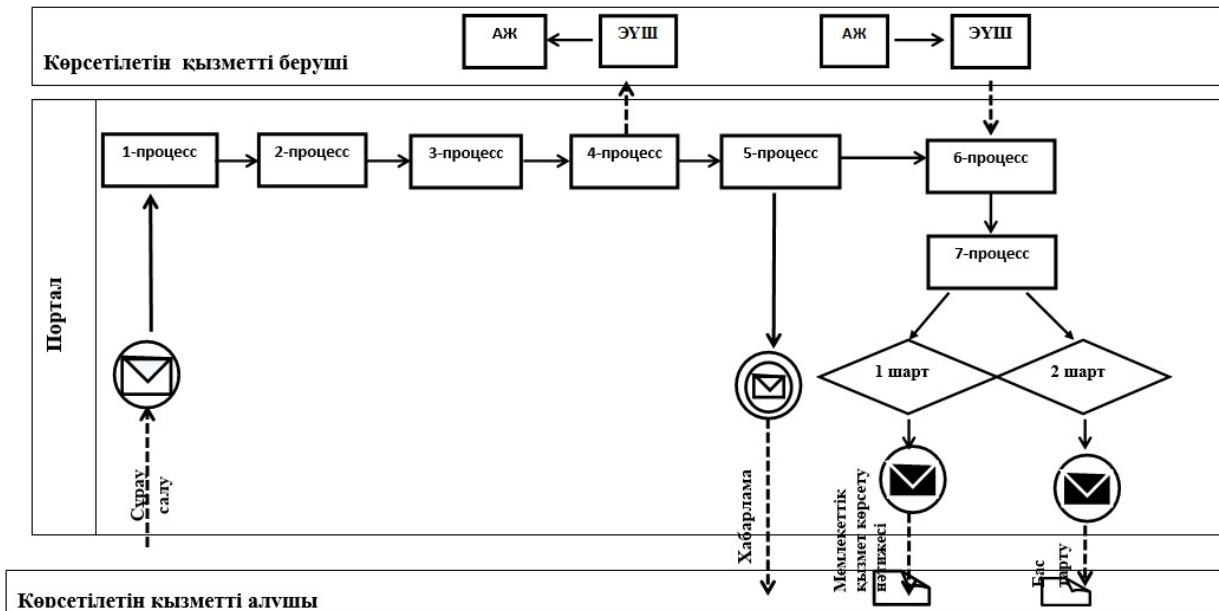 АЖ
ЭҮШ
АЖ
ЭҮШ
Көрсетілетін қызметті беруші
1-процесс
2-процесс
3-процесс
4-процесс
5-процесс
6-процесс
7-процесс
Портал
1 шарт
2 шарт
Сұрау
салу
Хабарлама
Мемлекеттік
қызмет көрсету
нәтижесі
Бас
тарту
Көрсетілетін қызметті алушы